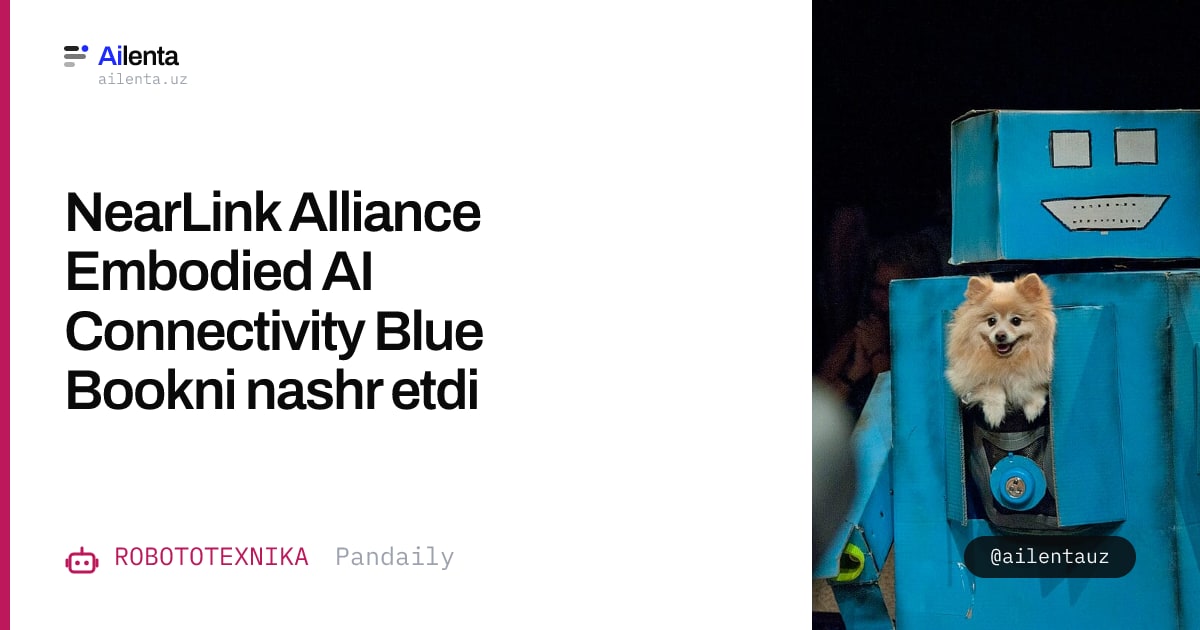 Ailenta
ailenta.uz
NearLink Alliance
Embodied AI
Connectivity Blue
Bookni nashr etdi
ROBOTOTEXNIKA Pandaily
@ailentauz